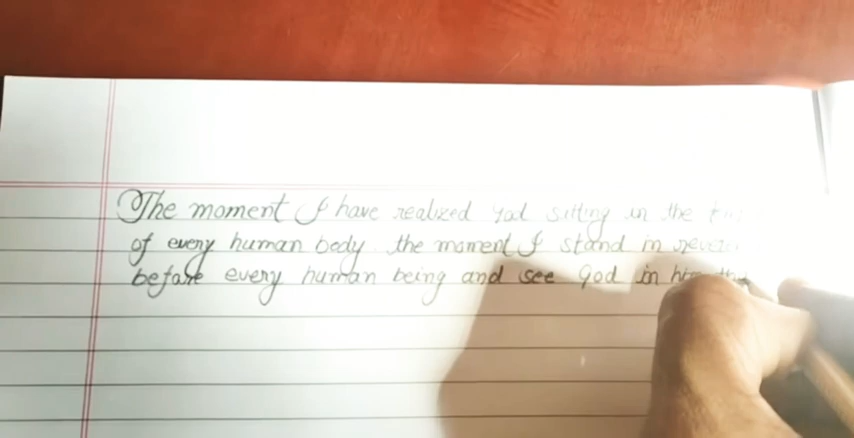 The moment I have realized God sitting in the
of every human body the moment I stand in
before every human being and see God in him